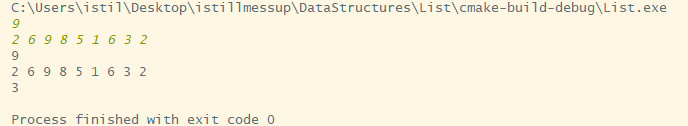 C:\Users\istil\Desktop\istillmessup\DataStructures\List\cmake-build-debug\List.exe
9
2 6 9 8 5 1 6 3 2
9
2 6 9 8 5 1 6 3 2
3
Process finished with exit code 0